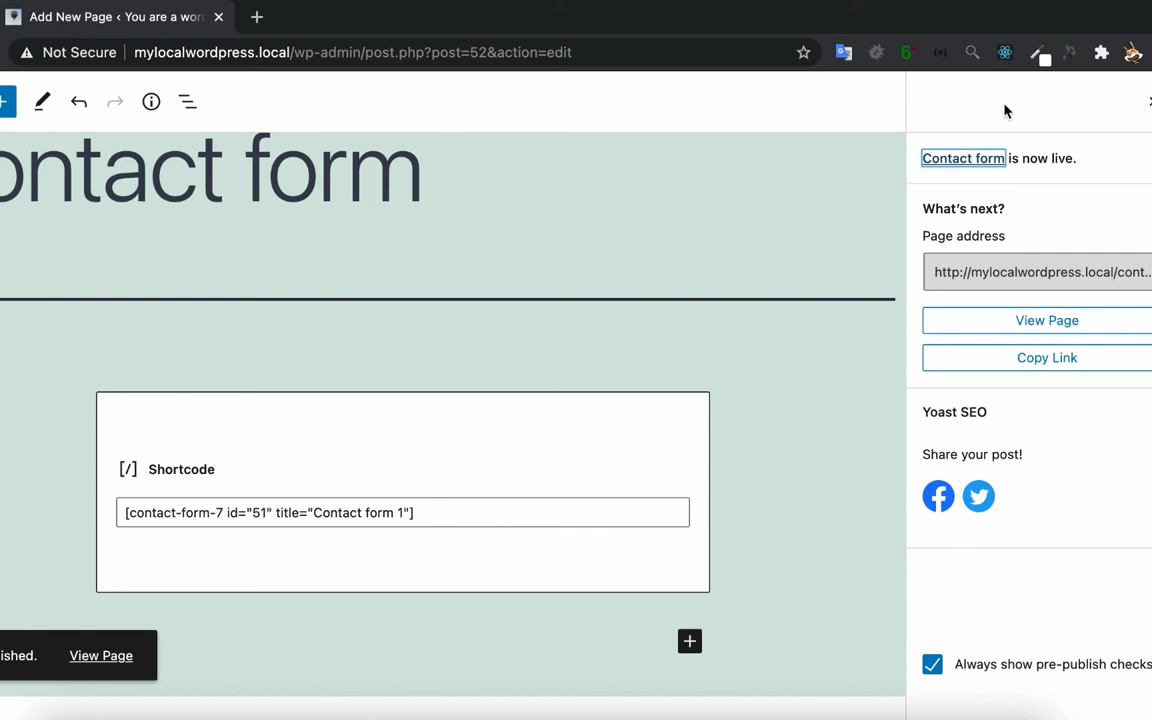 Add New Page ‹ You are a wor
Not Secure
mylocalwordpress.local/wp-admin/post.php?post=52&action=edit
ontact form
Contact form is now live.
What's next?
Page address
http://mylocalwordpress.local/cont...
View Page
Copy Link
Yoast SEO
Share your post!
[/] Shortcode
[contact-form-7 id="51" title="Contact form 1"]
ished.
View Page
Always show pre-publish checks